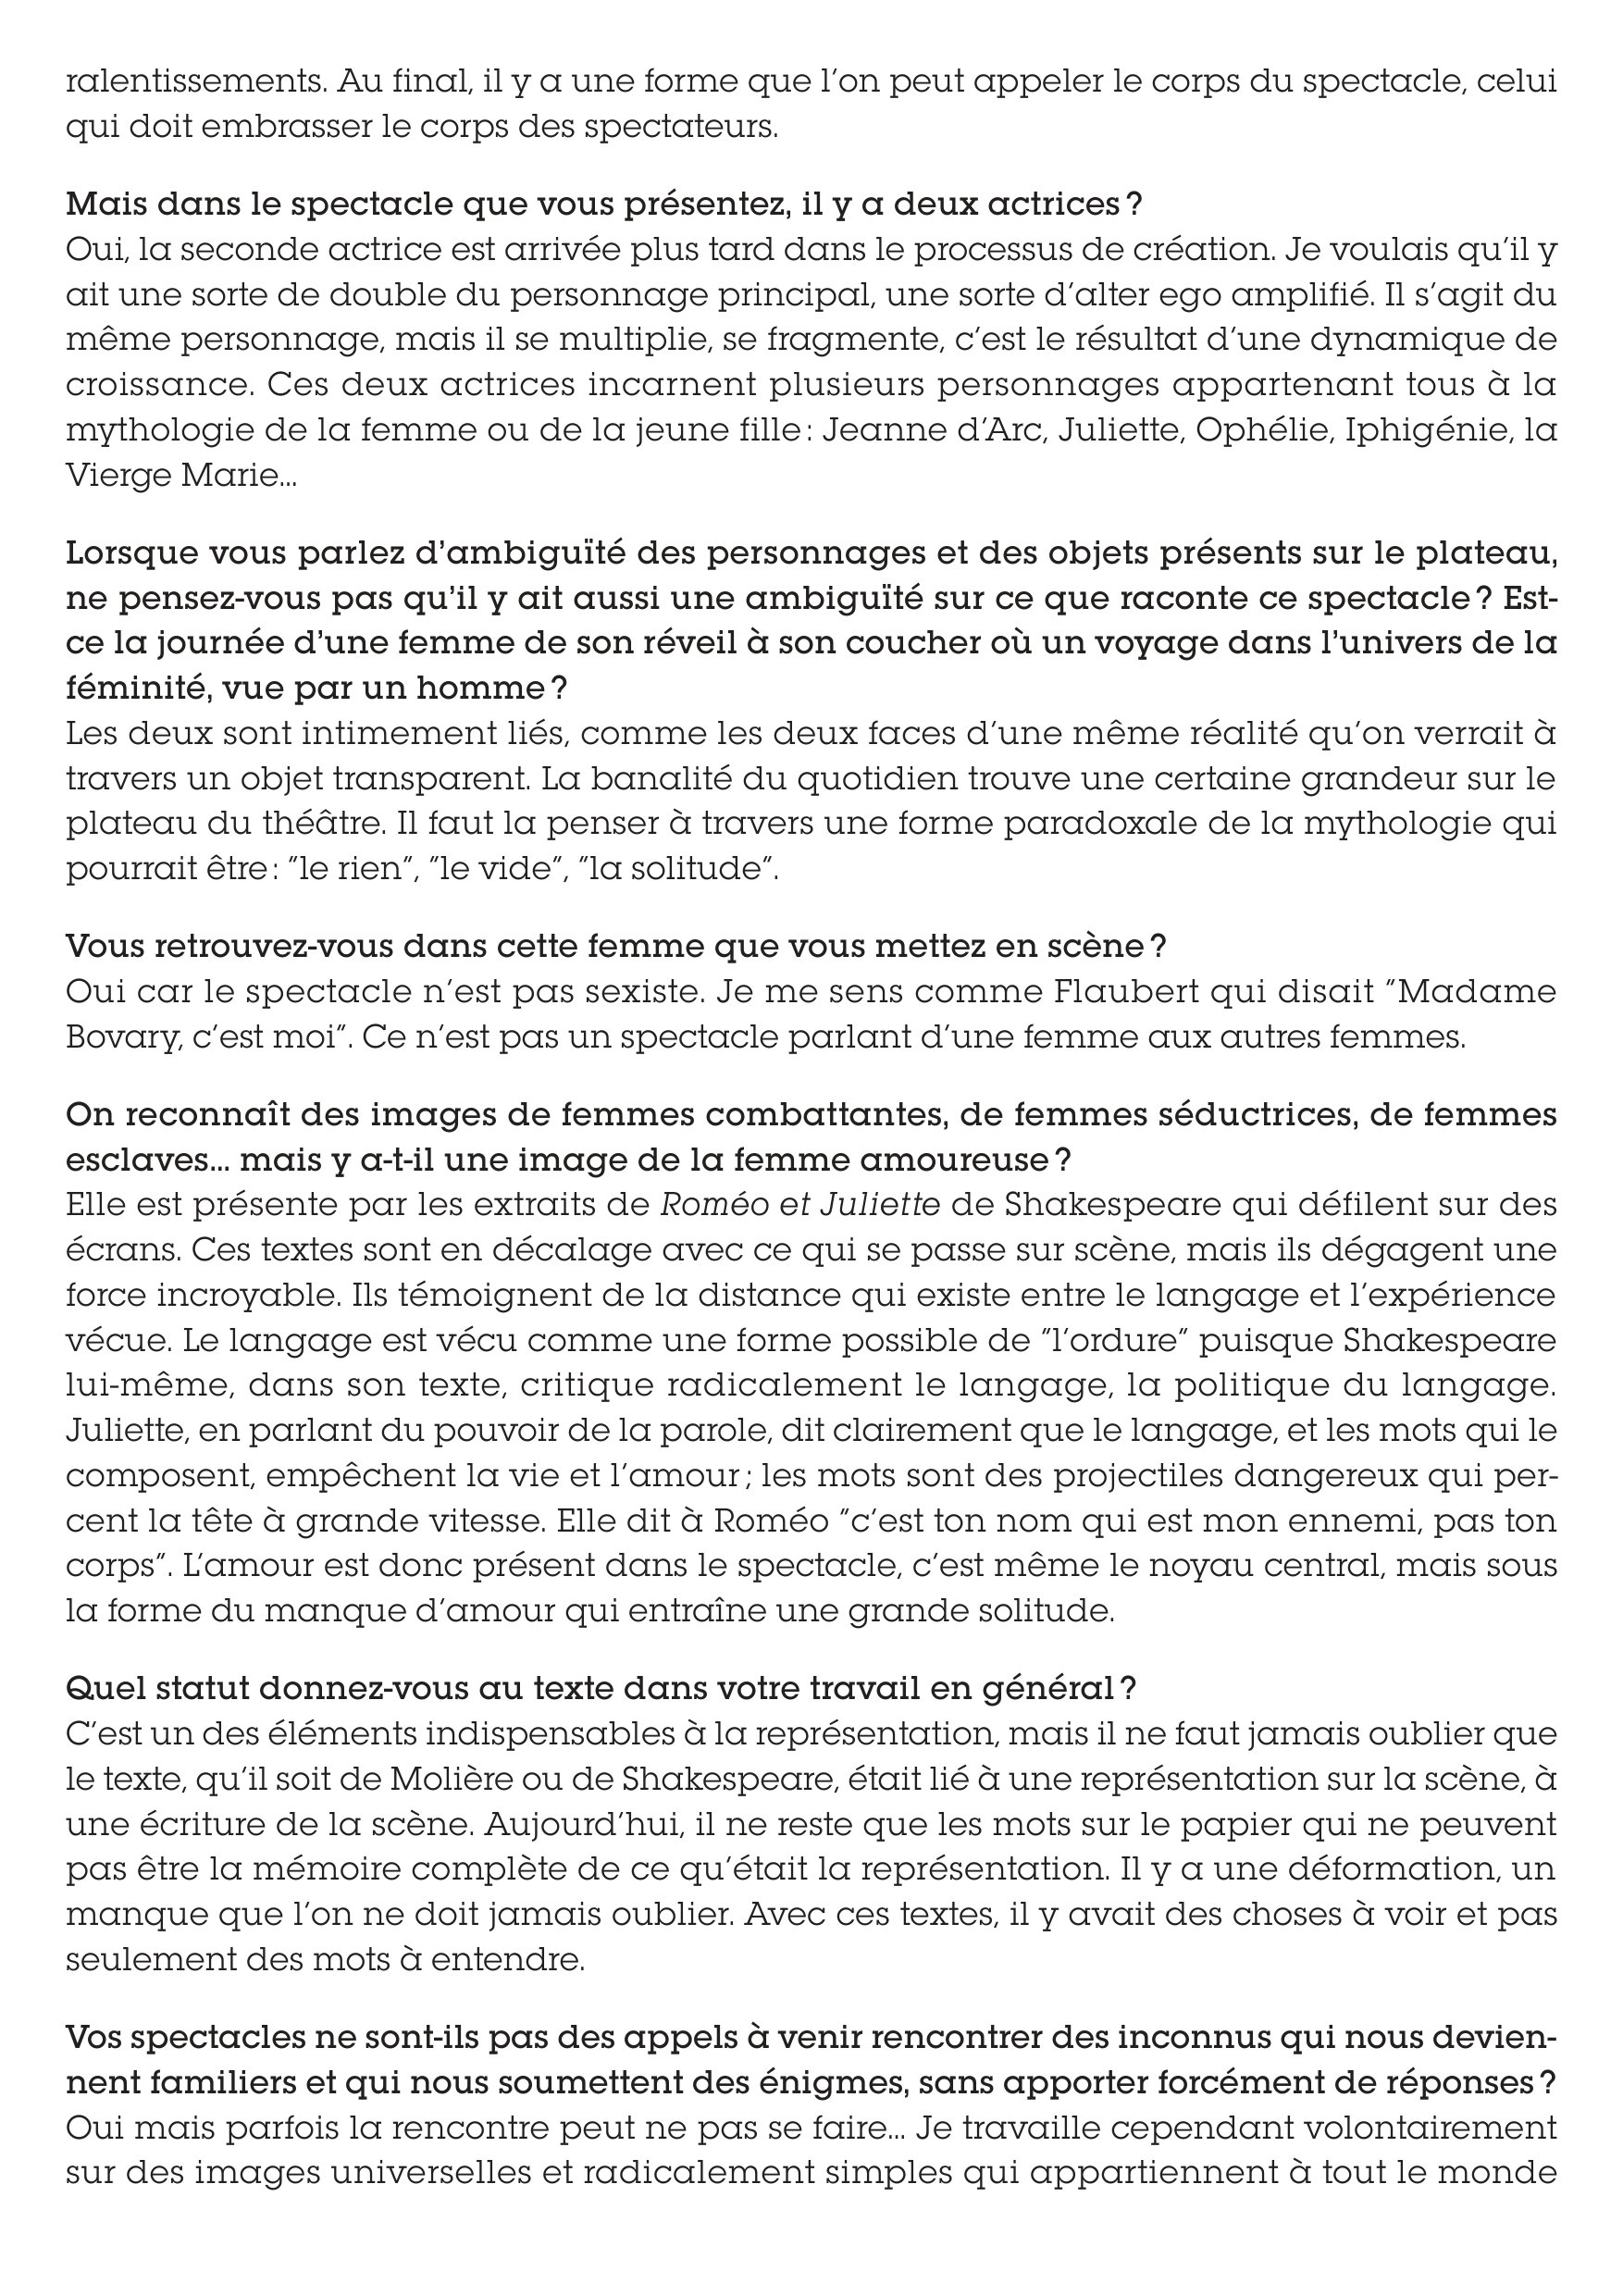 ralentissements. Au final, il y a une forme que l’on peut appeler le corps du spectacle, celui
qui doit embrasser le corps des spectateurs.
Mais dans le spectacle que vous présentez, il y a deux actrices ?
Oui, la seconde actrice est arrivée plus tard dans le processus de création. Je voulais qu’il y
ait une sorte de double du personnage principal, une sorte d’alter ego amplifié. Il s’agit du
même personnage, mais il se multiplie, se fragmente, c’est le résultat d’une dynamique de
croissance. Ces deux actrices incarnent plusieurs personnages appartenant tous à la
mythologie de la femme ou de la jeune fille : Jeanne d’Arc, Juliette, Ophélie, Iphigénie, la
Vierge Marie…
Lorsque vous parlez d’ambiguïté des personnages et des objets présents sur le plateau,
ne pensez-vous pas qu’il y ait aussi une ambiguïté sur ce que raconte ce spectacle ? Est-
ce la journée d’une femme de son réveil à son coucher où un voyage dans l’univers de la
féminité, vue par un homme ?
Les deux sont intimement liés, comme les deux faces d’une même réalité qu’on verrait à
travers un objet transparent. La banalité du quotidien trouve une certaine grandeur sur le
plateau du théâtre. Il faut la penser à travers une forme paradoxale de la mythologie qui
pourrait être : "le rien", "le vide", "la solitude".
Vous retrouvez-vous dans cette femme que vous mettez en scène ?
Oui car le spectacle n’est pas sexiste. Je me sens comme Flaubert qui disait "Madame
Bovary, c’est moi". Ce n’est pas un spectacle parlant d’une femme aux autres femmes.
On reconnaît des images de femmes combattantes, de femmes séductrices, de femmes
esclaves… mais y a-t-il une image de la femme amoureuse ?
Elle est présente par les extraits de Roméo et Juliette de Shakespeare qui défilent sur des
écrans. Ces textes sont en décalage avec ce qui se passe sur scène, mais ils dégagent une
force incroyable. Ils témoignent de la distance qui existe entre le langage et l’expérience
vécue. Le langage est vécu comme une forme possible de "l’ordure" puisque Shakespeare
lui-même, dans son texte, critique radicalement le langage, la politique du langage.
Juliette, en parlant du pouvoir de la parole, dit clairement que le langage, et les mots qui le
composent, empêchent la vie et l’amour ; les mots sont des projectiles dangereux qui per-
cent la tête à grande vitesse. Elle dit à Roméo "c’est ton nom qui est mon ennemi, pas ton
corps". L’amour est donc présent dans le spectacle, c’est même le noyau central, mais sous
la forme du manque d’amour qui entraîne une grande solitude.
Quel statut donnez-vous au texte dans votre travail en général ?
C’est un des éléments indispensables à la représentation, mais il ne faut jamais oublier que
le texte, qu’il soit de Molière ou de Shakespeare, était lié à une représentation sur la scène, à
une écriture de la scène. Aujourd’hui, il ne reste que les mots sur le papier qui ne peuvent
pas être la mémoire complète de ce qu’était la représentation. Il y a une déformation, un
manque que l’on ne doit jamais oublier. Avec ces textes, il y avait des choses à voir et pas
seulement des mots à entendre.
Vos spectacles ne sont-ils pas des appels à venir rencontrer des inconnus qui nous devien-
nent familiers et qui nous soumettent des énigmes, sans apporter forcément de réponses ?
Oui mais parfois la rencontre peut ne pas se faire… Je travaille cependant volontairement
sur des images universelles et radicalement simples qui appartiennent à tout le monde